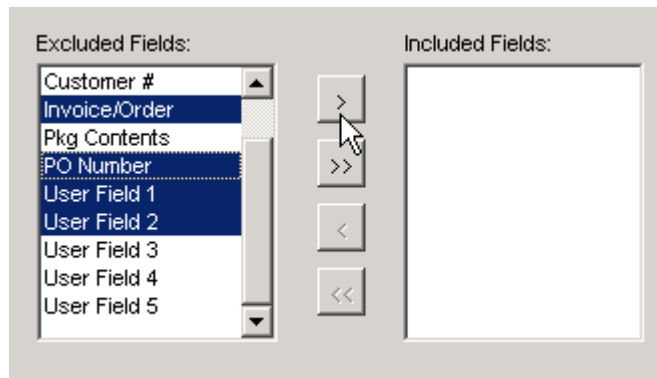 Excluded Fields:
Included Fields:
Customer #
Invoice/Order
Pkg Contents
PO Number
User Field 1
User Field 2
User Field 3
User Field 4
User Field 5
>
>>
<
<<